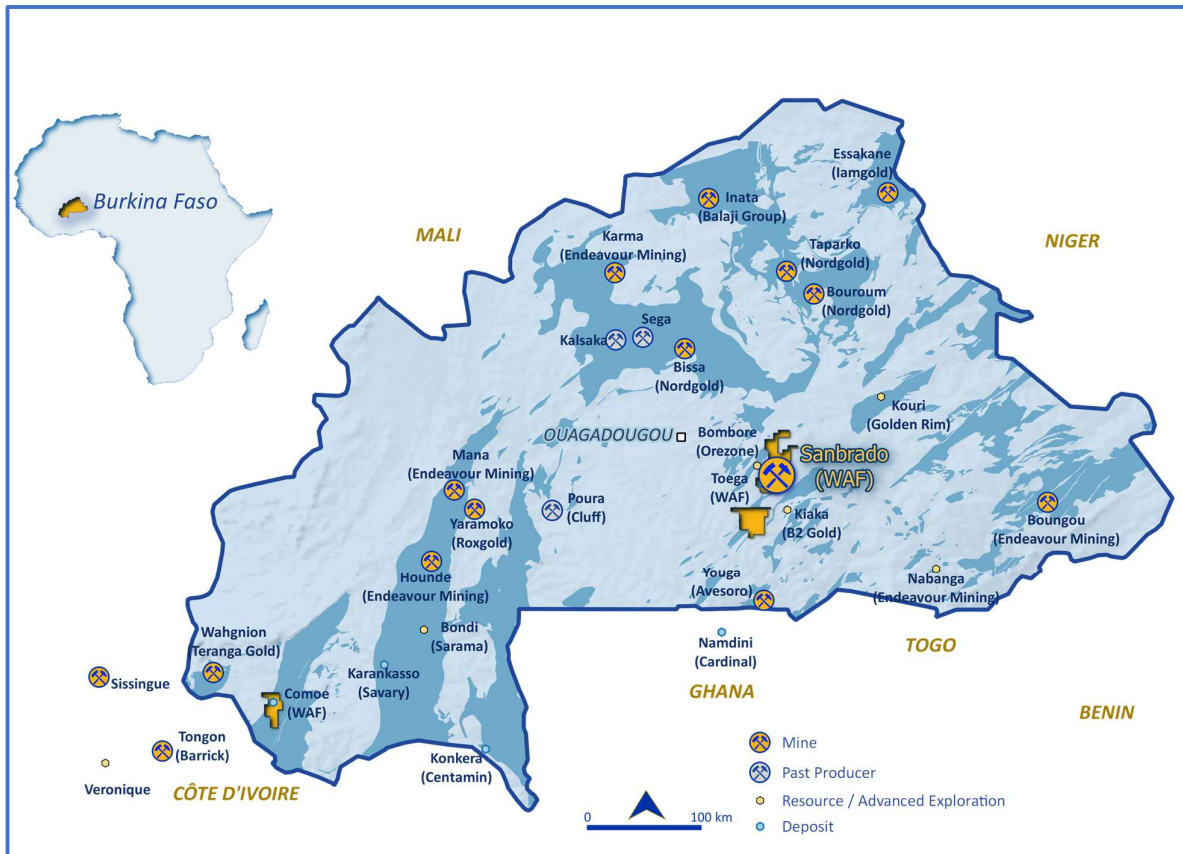 Burkina Faso
MALI
NIGER
Essakane
(Iamgold)
Inata
(Balaji Group)
Karma
(Endeavour Mining)
Taparko
(Nordgold)
Bouroum
(Nordgold)
Sega
Kalsaka
Bissa
(Nordgold)
Kouri
(Golden Rim)
OUAGADOUGOU
Bombore
(Orezone)
Sanbrado
(WAF)
Toega
(WAF)
Mana
(Endeavour Mining)
Yaramoko
(Roxgold)
Poura
(Cluff)
Kiaka
(B2 Gold)
Boungou
(Endeavour Mining)
Hounde
(Endeavour Mining)
Youga
(Avesoro)
Nabanga
(Endeavour Mining)
Bondi
(Sarama)
Wahgnion
(Teranga Gold)
Namdini
(Cardinal)
TOGO
Karankasso
(Savary)
Sissingue
Comoe
(WAF)
GHANA
BENIN
Tongon
(Barrick)
Konkera
(Centamin)
Veronique
CÔTE D'IVOIRE
Mine
Past Producer
Resource / Advanced Exploration
Deposit
0 100 km